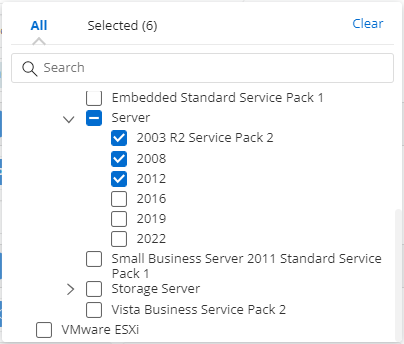 All Selected (6) Clear
Search
Embedded Standard Service Pack 1
Server
2003 R2 Service Pack 2
2008
2012
2016
2019
2022
Small Business Server 2011 Standard Service
Pack 1
Storage Server
Vista Business Service Pack 2
VMware ESXi